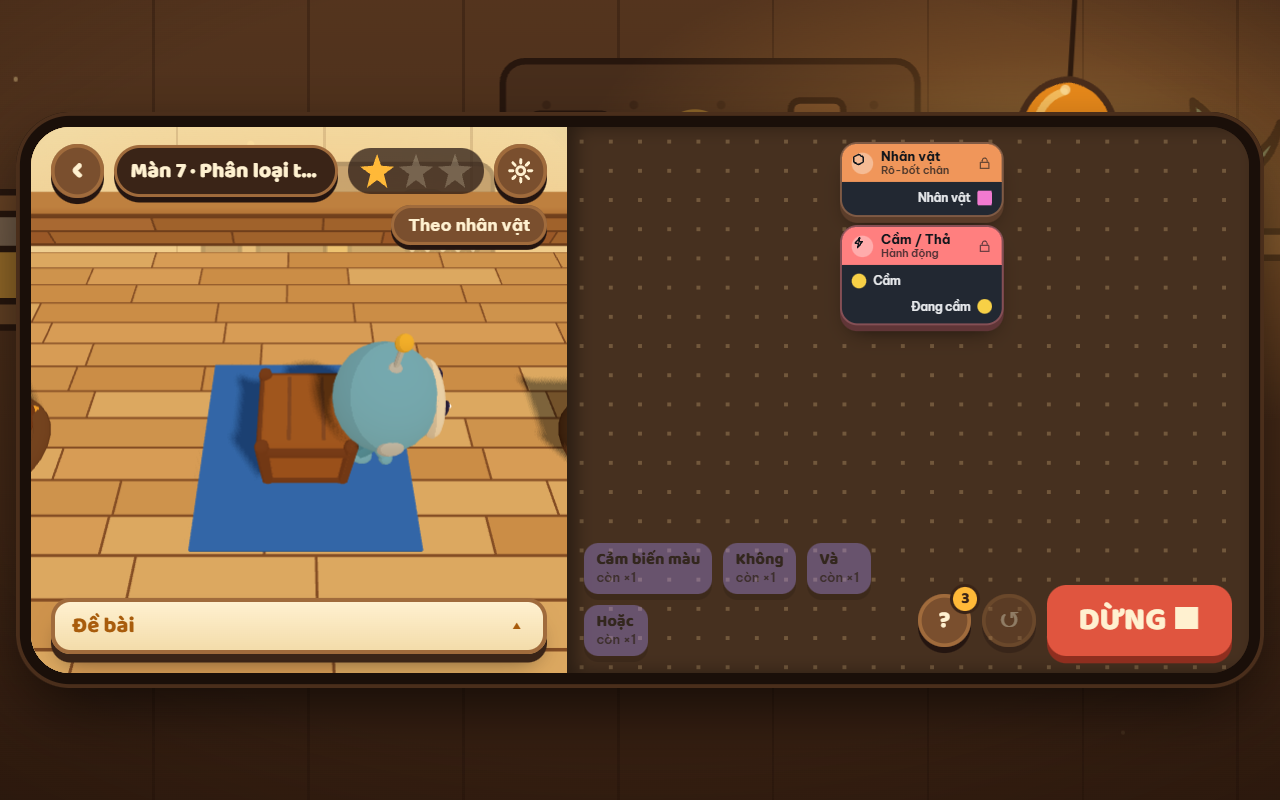 Màn 7 · Phân loại t...
Theo nhân vật
Đề bài
Nhân vật
Rô-bốt chân
Nhân vật
Cầm / Thả
Hành động
Cầm
Đang cầm
Cảm biến màu
còn ×1
Không
còn ×1
Và
còn ×1
Hoặc
còn ×1
?
3
DỪNG